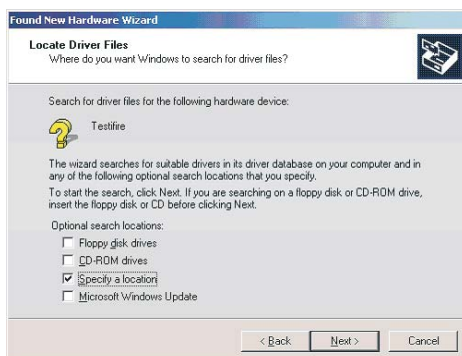 Found New Hardware Wizard
Locate Driver Files
Where do you want Windows to search for driver files?
Search for driver files for the following hardware device:
Testifire
The wizard searches for suitable drivers in its driver database on your computer and in
any of the following optional search locations that you specify.
To start the search, click Next. If you are searching on a floppy disk or CD-ROM drive,
insert the floppy disk or CD before clicking Next.
Optional search locations:
Floppy disk drives
CD-ROM drives
Specify a location
Microsoft Windows Update
< Back Next > Cancel